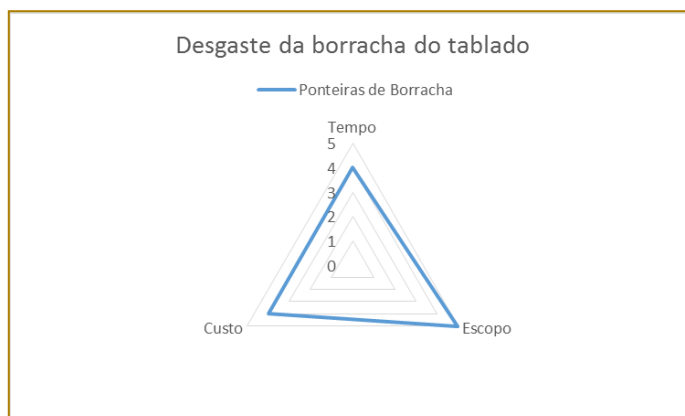 Desgaste da borracha do tablado
Ponteiras de Borracha
Tempo
5
4
3
2
1
0
Custo
Escopo